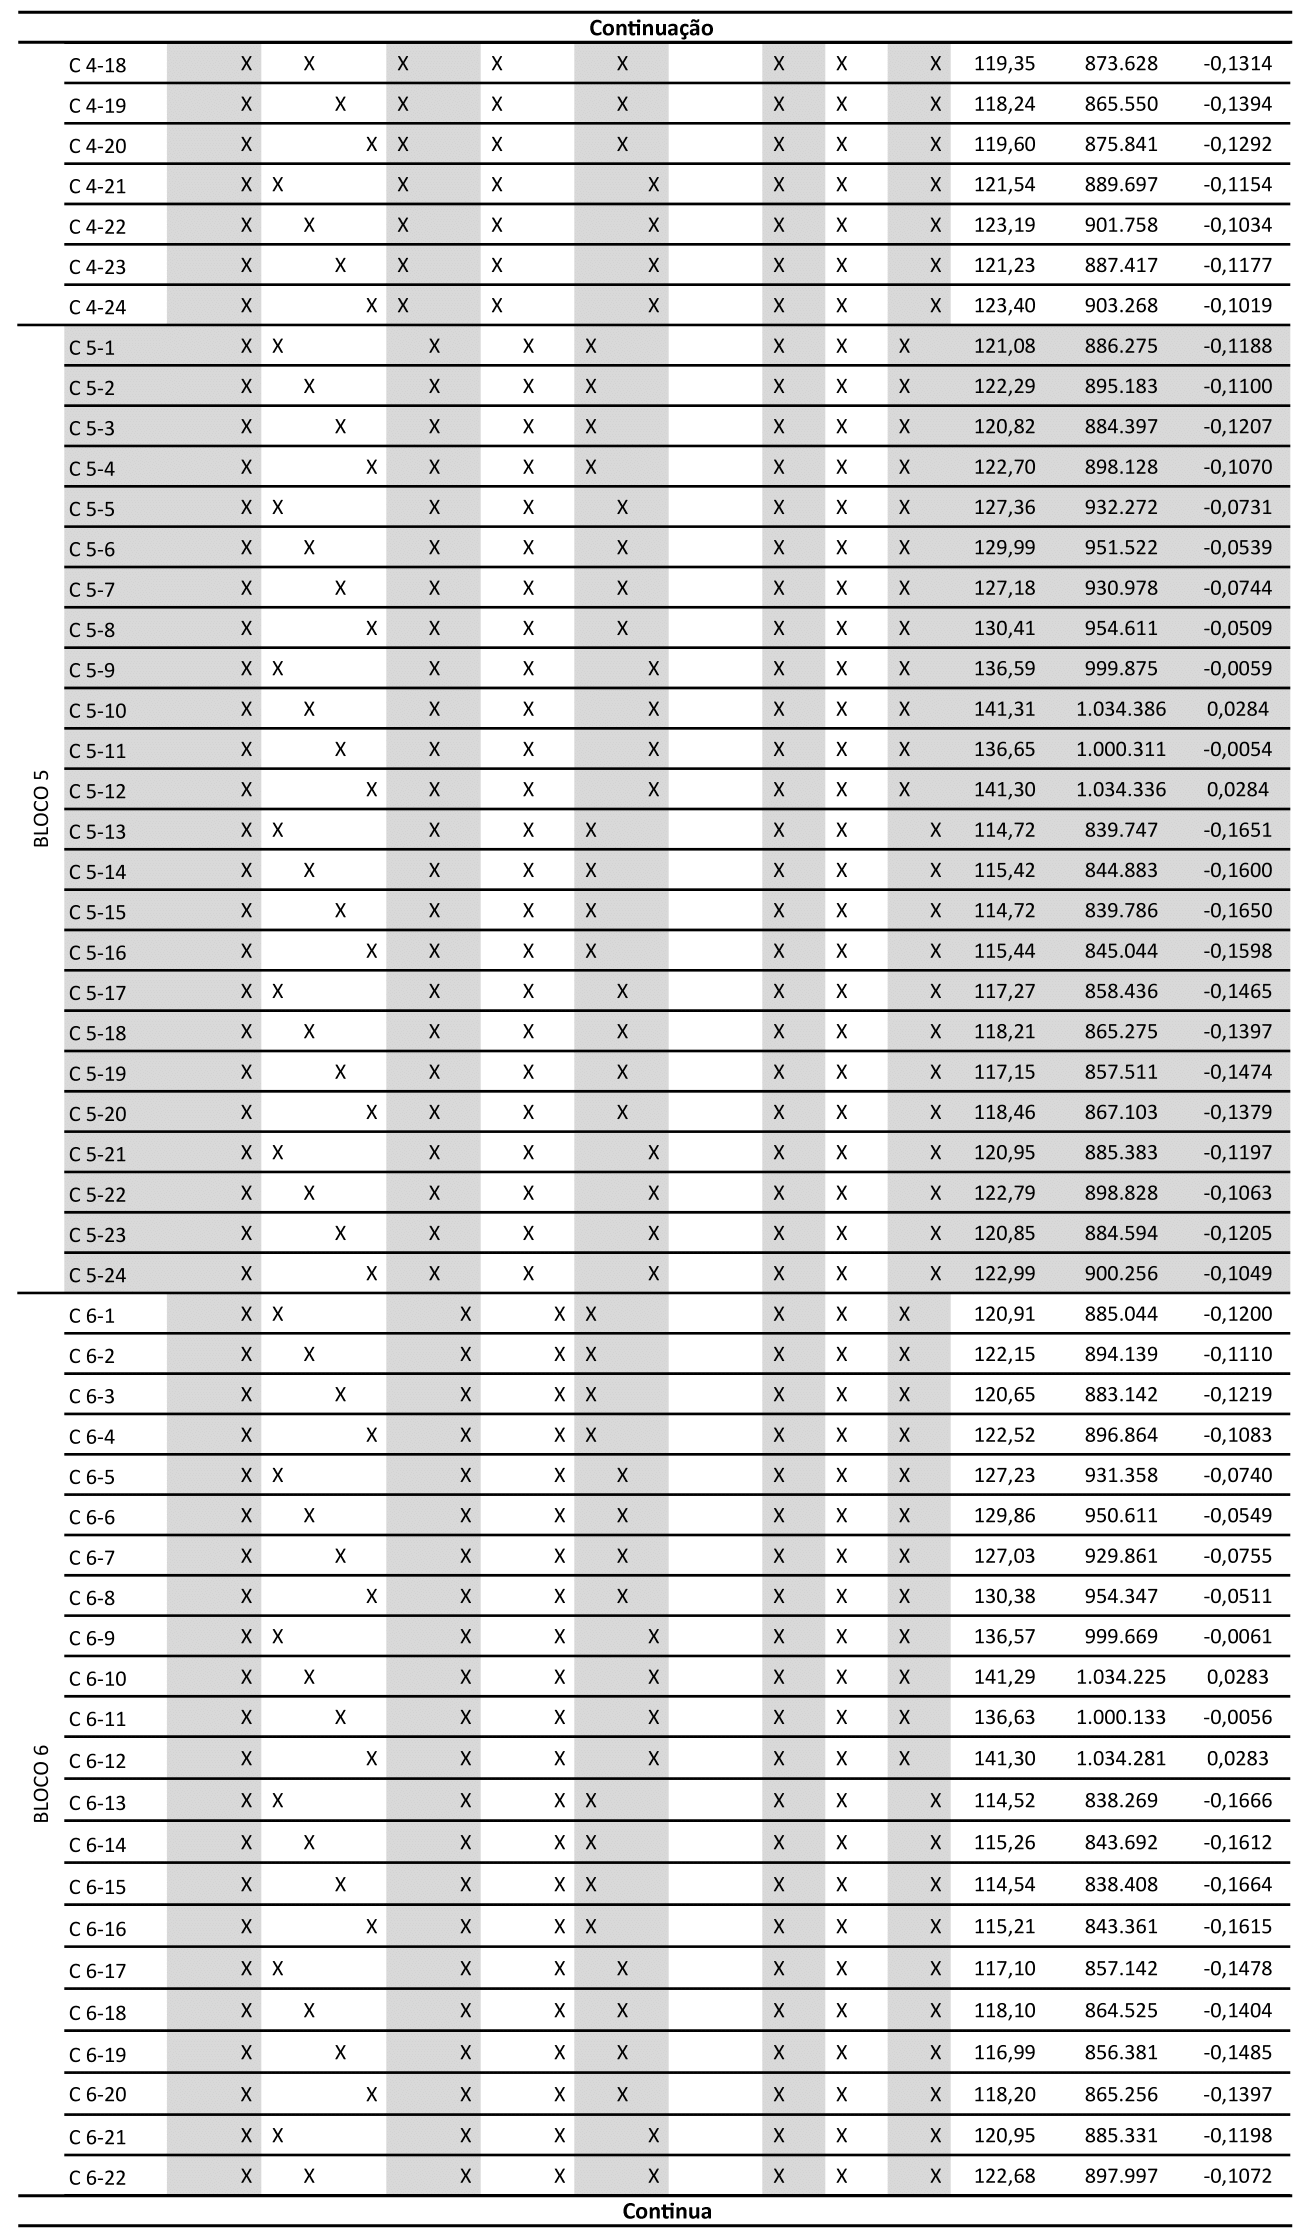 Continuação
C 4-18 X X X X X X X X 119,35 873.628 -0,1314
C 4-19 X X X X X X X X 118,24 865.550 -0,1394
C 4-20 X X X X X X X X 119,60 875.841 -0,1292
C 4-21 X X X X X X X X 121,54 889.697 -0,1154
C 4-22 X X X X X X X X 123,19 901.758 -0,1034
C 4-23 X X X X X X X X 121,23 887.417 -0,1177
C 4-24 X X X X X X X X 123,40 903.268 -0,1019
BLOCO 5
C 5-1 X X X X X X X X 121,08 886.275 -0,1188
C 5-2 X X X X X X X X 122,29 895.183 -0,1100
C 5-3 X X X X X X X X 120,82 884.397 -0,1207
C 5-4 X X X X X X X X 122,70 898.128 -0,1070
C 5-5 X X X X X X X X 127,36 932.272 -0,0731
C 5-6 X X X X X X X X 129,99 951.522 -0,0539
C 5-7 X X X X X X X X 127,18 930.978 -0,0744
C 5-8 X X X X X X X X 130,41 954.611 -0,0509
C 5-9 X X X X X X X X 136,59 999.875 -0,0059
C 5-10 X X X X X X X X 141,31 1.034.386 0,0284
C 5-11 X X X X X X X X 136,65 1.000.311 -0,0054
C 5-12 X X X X X X X X 141,30 1.034.336 0,0284
C 5-13 X X X X X X X X 114,72 839.747 -0,1651
C 5-14 X X X X X X X X 115,42 844.883 -0,1600
C 5-15 X X X X X X X X 114,72 839.786 -0,1650
C 5-16 X X X X X X X X 115,44 845.044 -0,1598
C 5-17 X X X X X X X X 117,27 858.436 -0,1465
C 5-18 X X X X X X X X 118,21 865.275 -0,1397
C 5-19 X X X X X X X X 117,15 857.511 -0,1474
C 5-20 X X X X X X X X 118,46 867.103 -0,1379
C 5-21 X X X X X X X X 120,95 885.383 -0,1197
C 5-22 X X X X X X X X 122,79 898.828 -0,1063
C 5-23 X X X X X X X X 120,85 884.594 -0,1205
C 5-24 X X X X X X X X 122,99 900.256 -0,1049
BLOCO 6
C 6-1 X X X X X X X X 120,91 885.044 -0,1200
C 6-2 X X X X X X X X 122,15 894.139 -0,1110
C 6-3 X X X X X X X X 120,65 883.142 -0,1219
C 6-4 X X X X X X X X 122,52 896.864 -0,1083
C 6-5 X X X X X X X X 127,23 931.358 -0,0740
C 6-6 X X X X X X X X 129,86 950.611 -0,0549
C 6-7 X X X X X X X X 127,03 929.861 -0,0755
C 6-8 X X X X X X X X 130,38 954.347 -0,0511
C 6-9 X X X X X X X X 136,57 999.669 -0,0061
C 6-10 X X X X X X X X 141,29 1.034.225 0,0283
C 6-11 X X X X X X X X 136,63 1.000.133 -0,0056
C 6-12 X X X X X X X X 141,30 1.034.281 0,0283
C 6-13 X X X X X X X X 114,52 838.269 -0,1666
C 6-14 X X X X X X X X 115,26 843.692 -0,1612
C 6-15 X X X X X X X X 114,54 838.408 -0,1664
C 6-16 X X X X X X X X 115,21 843.361 -0,1615
C 6-17 X X X X X X X X 117,10 857.142 -0,1478
C 6-18 X X X X X X X X 118,10 864.525 -0,1404
C 6-19 X X X X X X X X 116,99 856.381 -0,1485
C 6-20 X X X X X X X X 118,20 865.256 -0,1397
C 6-21 X X X X X X X X 120,95 885.331 -0,1198
C 6-22 X X X X X X X X 122,68 897.997 -0,1072
Continua